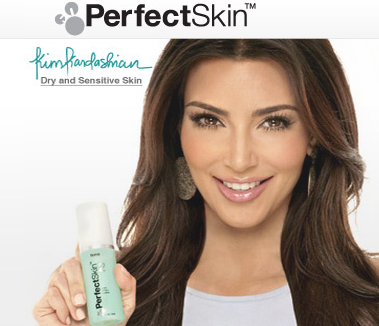 PerfectSkin™
Kim Kardashian
Dry and Sensitive Skin
PerfectSkin